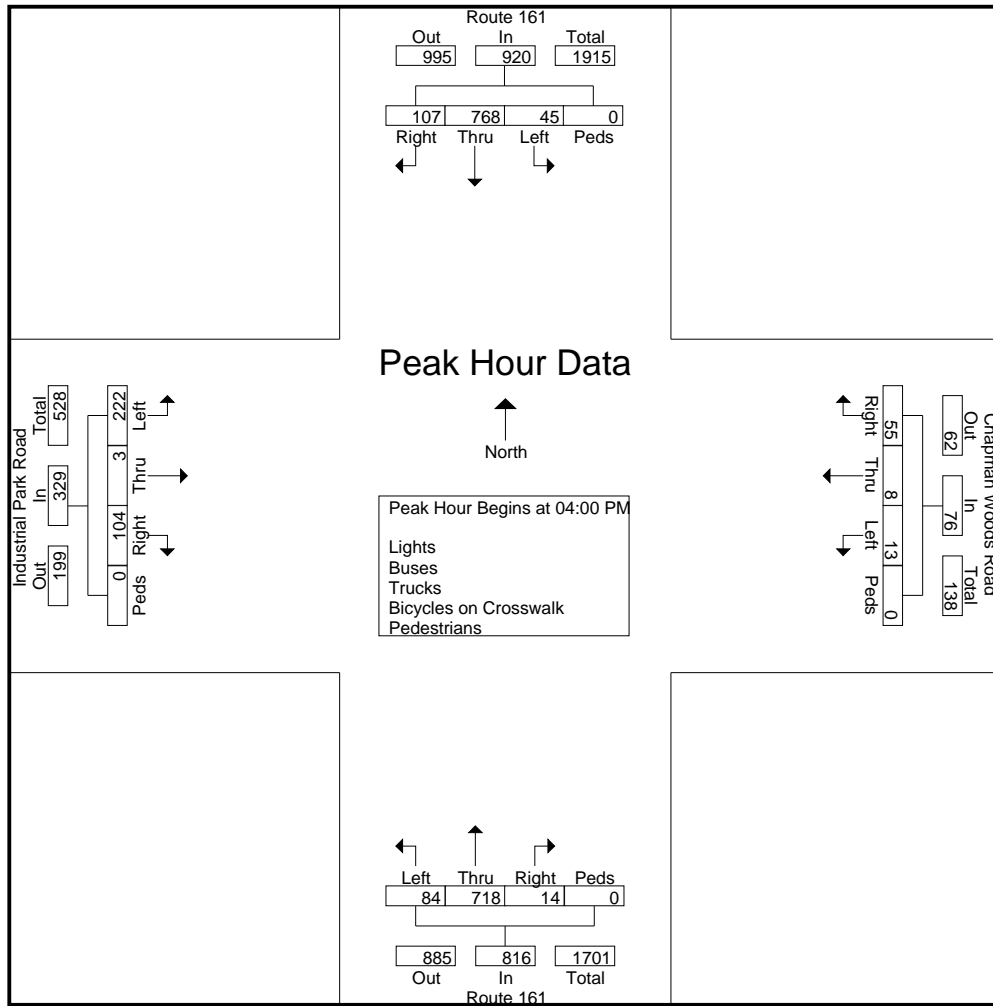 Route 161
Out In Total
995 920 1915
107 768 45 0
Right Thru Left Peds
Peak Hour Data
North
Peak Hour Begins at 04:00 PM
Lights
Buses
Trucks
Bicycles on Crosswalk
Pedestrians
Industrial Park Road
Out In Total
199 329 528
0 104 3 222
Peds Right Thru Left
Chapman Woods Road
Out In Total
62 76 138
55 8 13 0
Right Thru Left Peds
Left Thru Right Peds
84 718 14 0
885 816 1701
Out In Total
Route 161